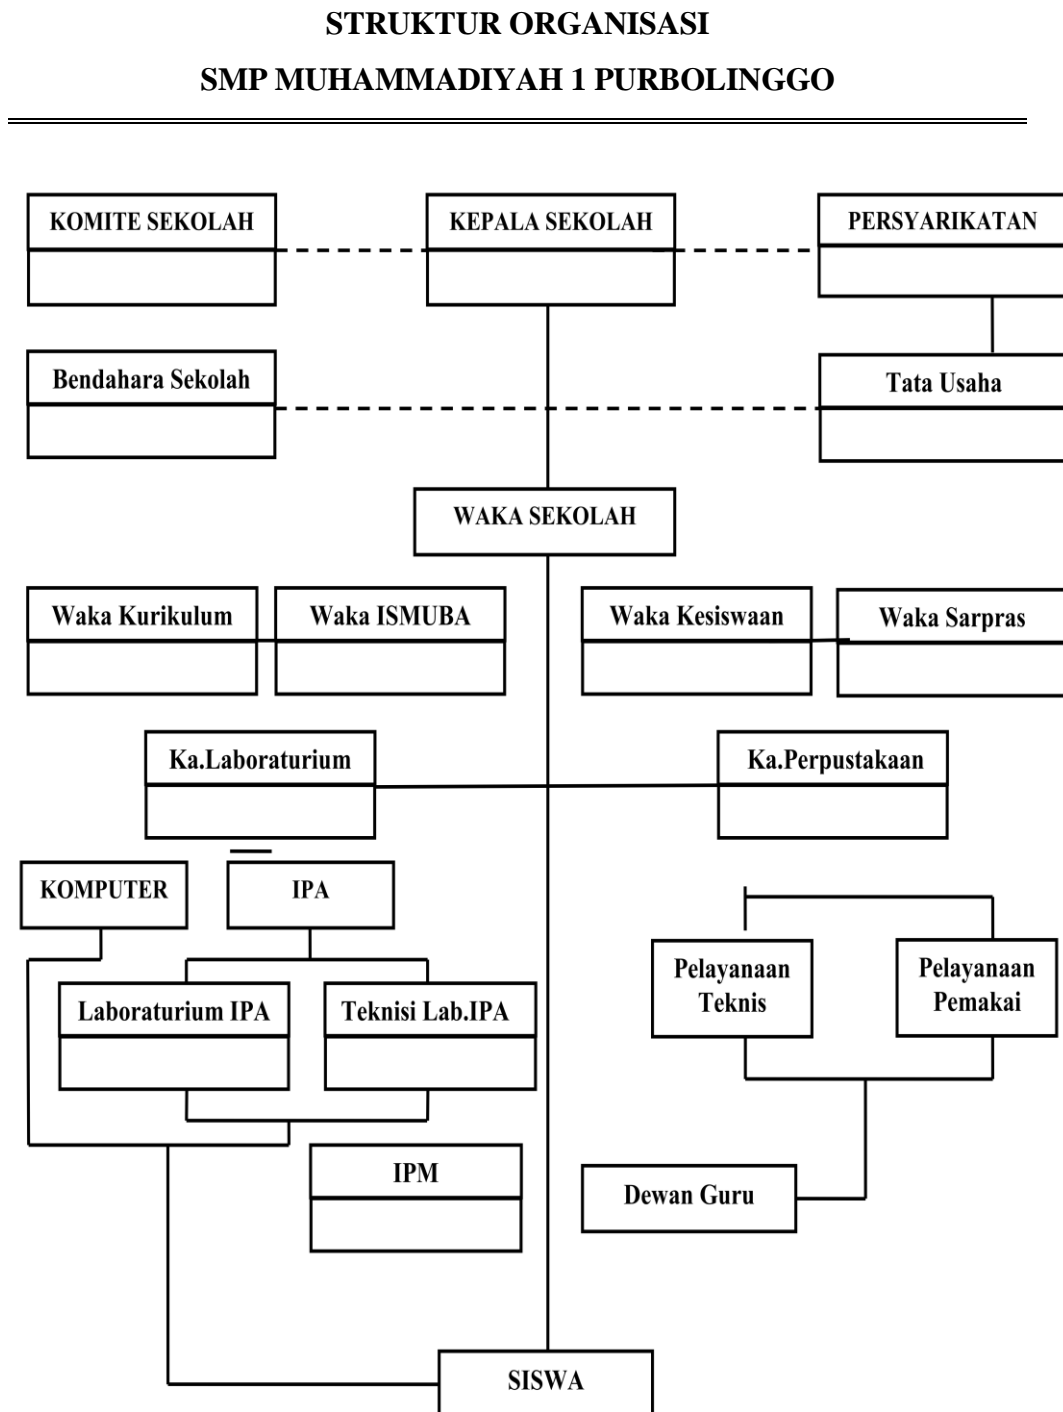 STRUKTUR ORGANISASI
SMP MUHAMMADIYAH 1 PURBOLINGGO
KOMITE SEKOLAH
KEPALA SEKOLAH
PERSYARIKATAN
Bendahara Sekolah
Tata Usaha
WAKA SEKOLAH
Waka Kurikulum
Waka ISMUBA
Waka Kesiswaan
Waka Sarpras
Ka.Laboraturium
Ka.Perpustakaan
KOMPUTER
IPA
Pelayanaan
Teknis
Pelayanaan
Pemakai
Laboraturium IPA
Teknisi Lab.IPA
IPM
Dewan Guru
SISWA